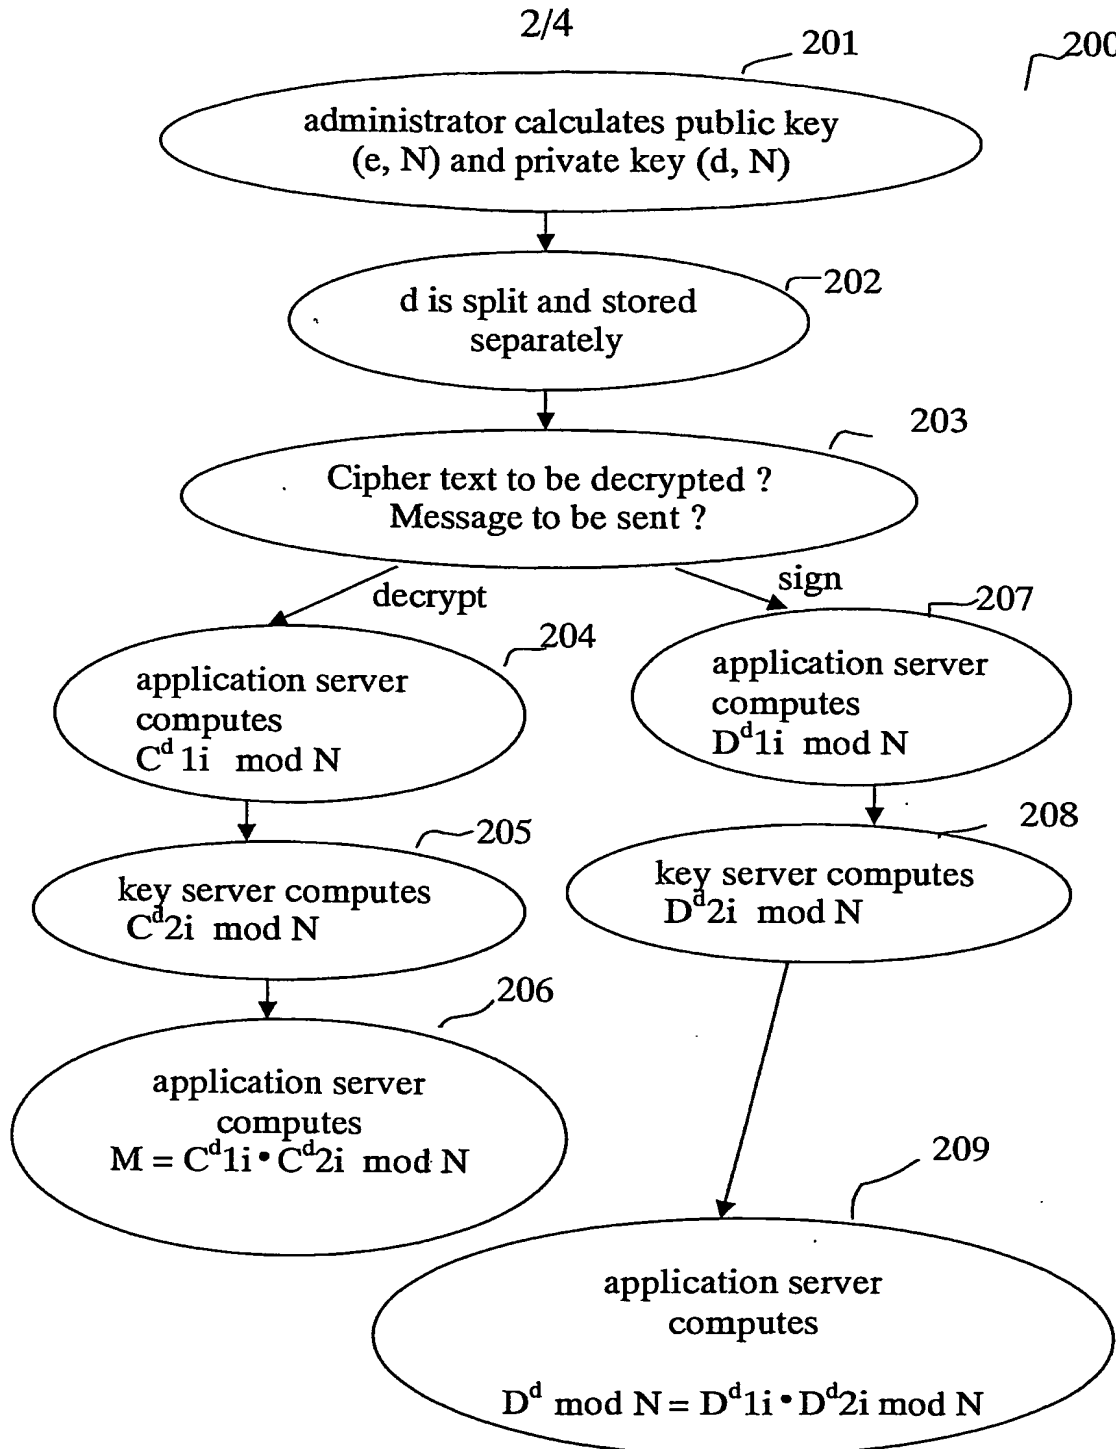 2/4
201
200
administrator calculates public key
(e, N) and private key (d, N)
202
d is split and stored
separately
203
Cipher text to be decrypted ?
Message to be sent ?
decrypt
sign
204
application server
computes
C^d 1i mod N
207
application server
computes
D^d1i mod N
205
key server computes
C^d2i mod N
208
key server computes
D^d2i mod N
206
application server
computes
M = C^d1i • C^d2i mod N
209
application server
computes
D^d mod N = D^d1i • D^d2i mod N